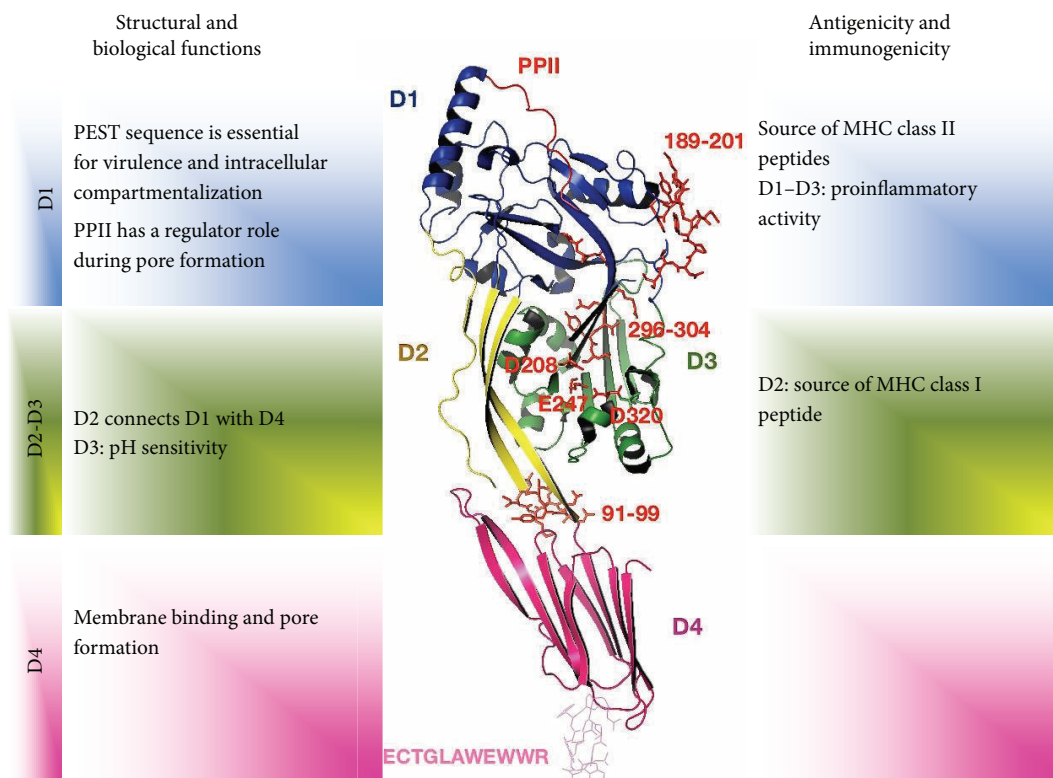 Structural and
biological functions
Antigenicity and
immunogenicity
D1
PEST sequence is essential
for virulence and intracellular
compartmentalization
PPII has a regulator role
during pore formation
PPII
D1
189-201
Source of MHC class II
peptides
D1–D3: proinflammatory
activity
D2-D3
D2 connects D1 with D4
D3: pH sensitivity
D2
296-304
D208
D3
E247
D320
91-99
D2: source of MHC class I
peptide
D4
Membrane binding and pore
formation
D4
ECTGLAWEWWR